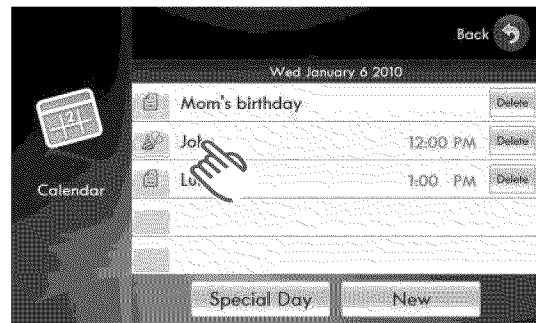 Back
Wed January 6 2010
Mom's birthday Delete
12:00 PM Delete
1:00 PM Delete
12
Calendar
Special Day New